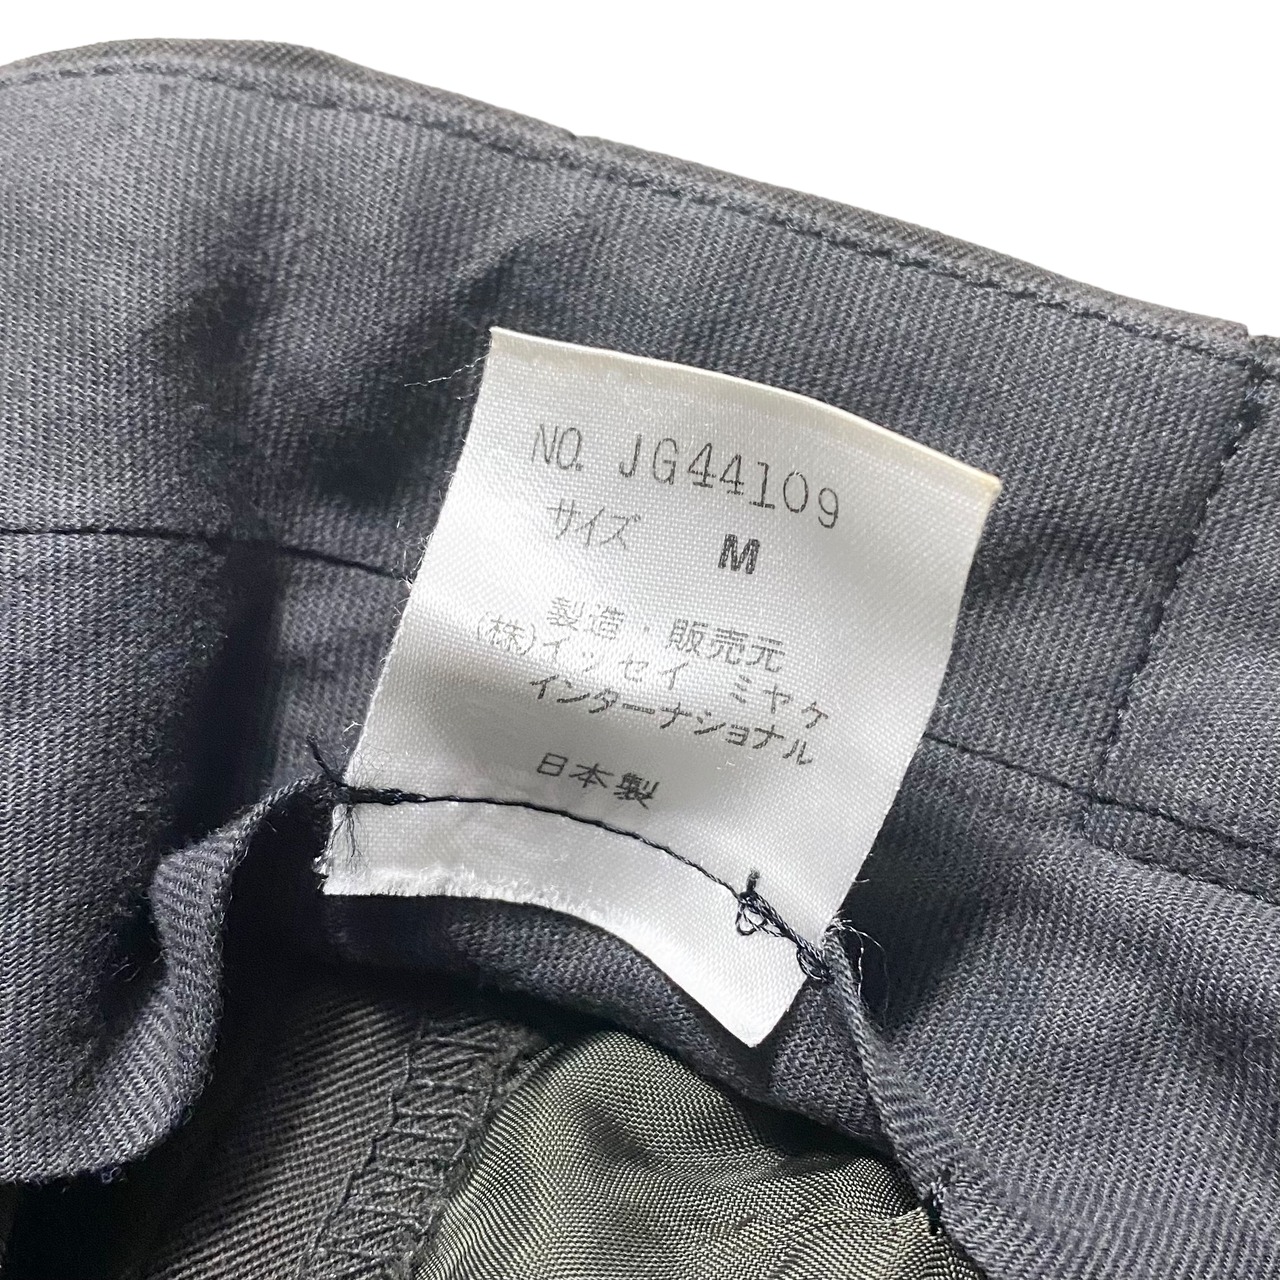 NO. JG44109
サイズ M
製造・販売元
(株)イッセイ ミヤケ
インターナショナル
日本製